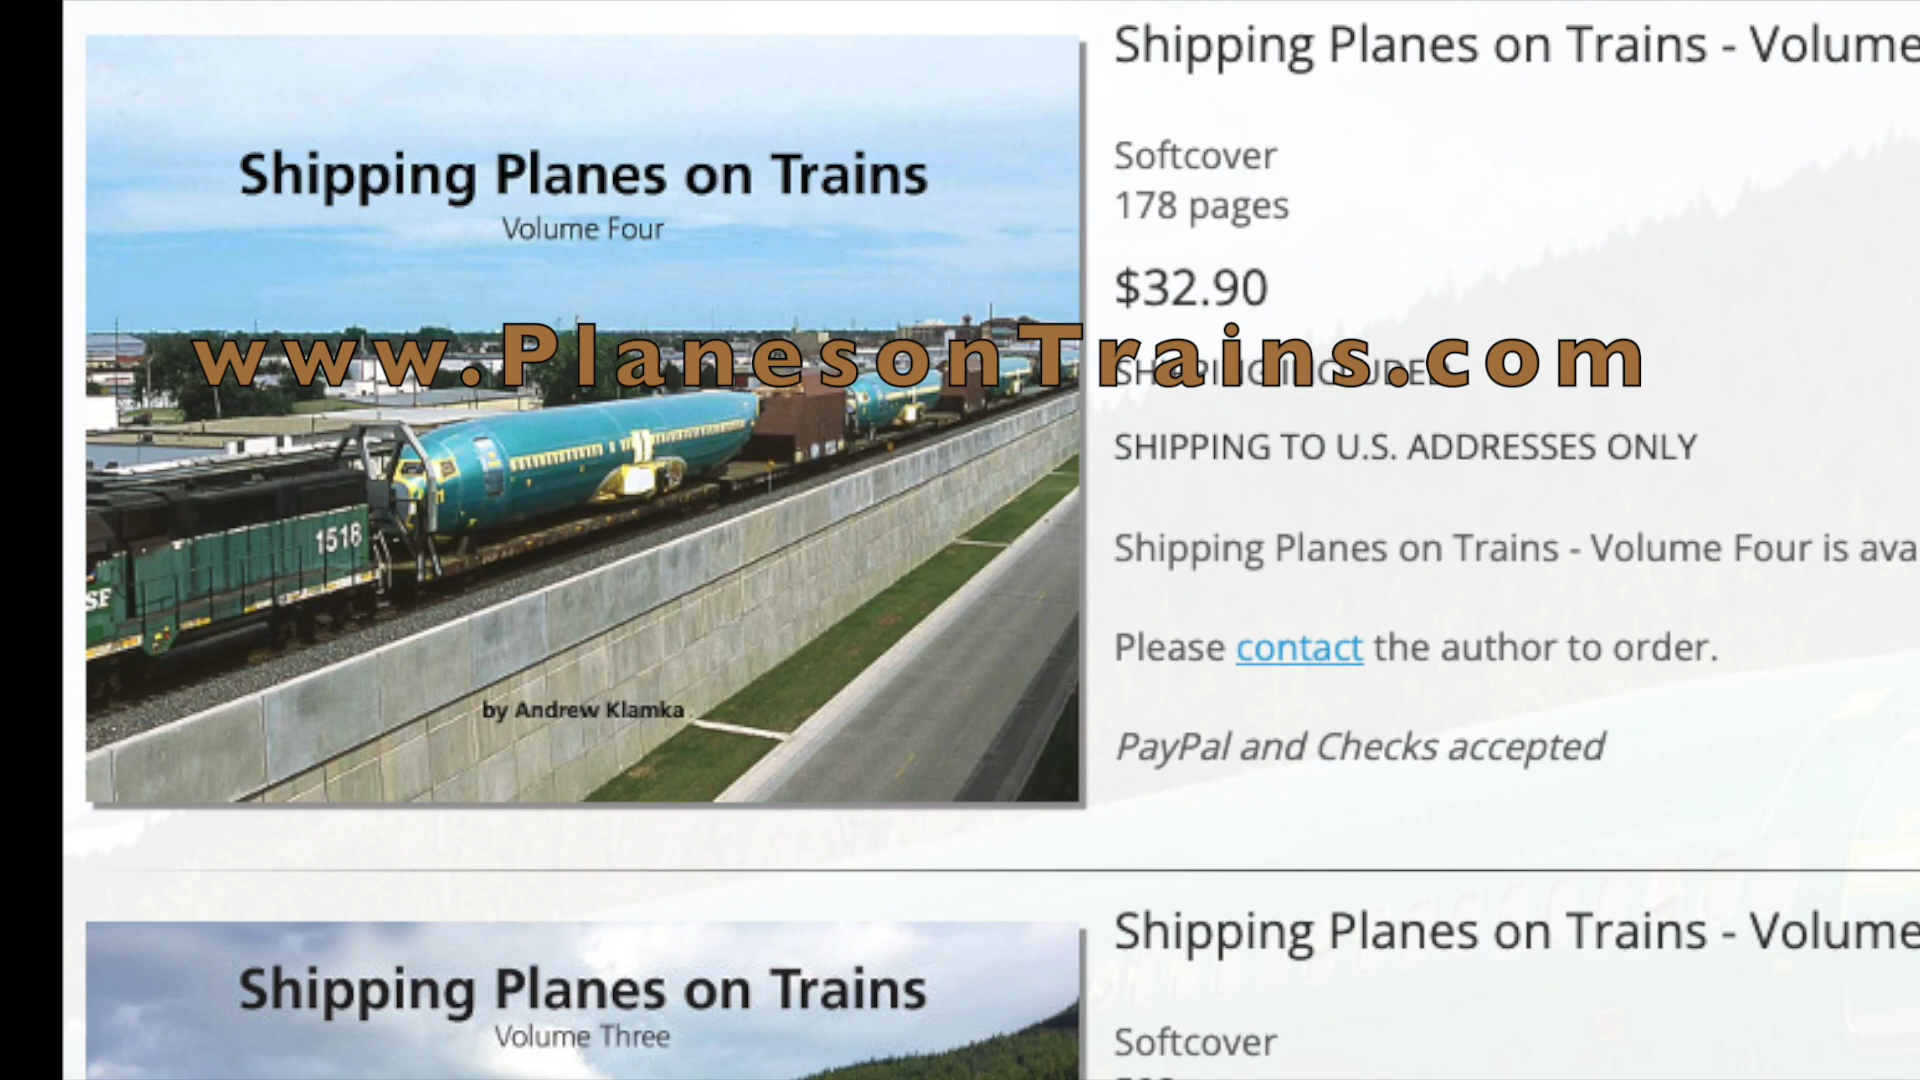 Shipping Planes on Trains - Volume
Shipping Planes on Trains
Volume Four
Softcover
178 pages
$32.90
www.PlanesonTrains.com
SHIPPING TO U.S. ADDRESSES ONLY
1518
Shipping Planes on Trains - Volume Four is ava
SF
Please contact the author to order.
by Andrew Klamka
PayPal and Checks accepted
Shipping Planes on Trains - Volume
Shipping Planes on Trains
Volume Three
Softcover